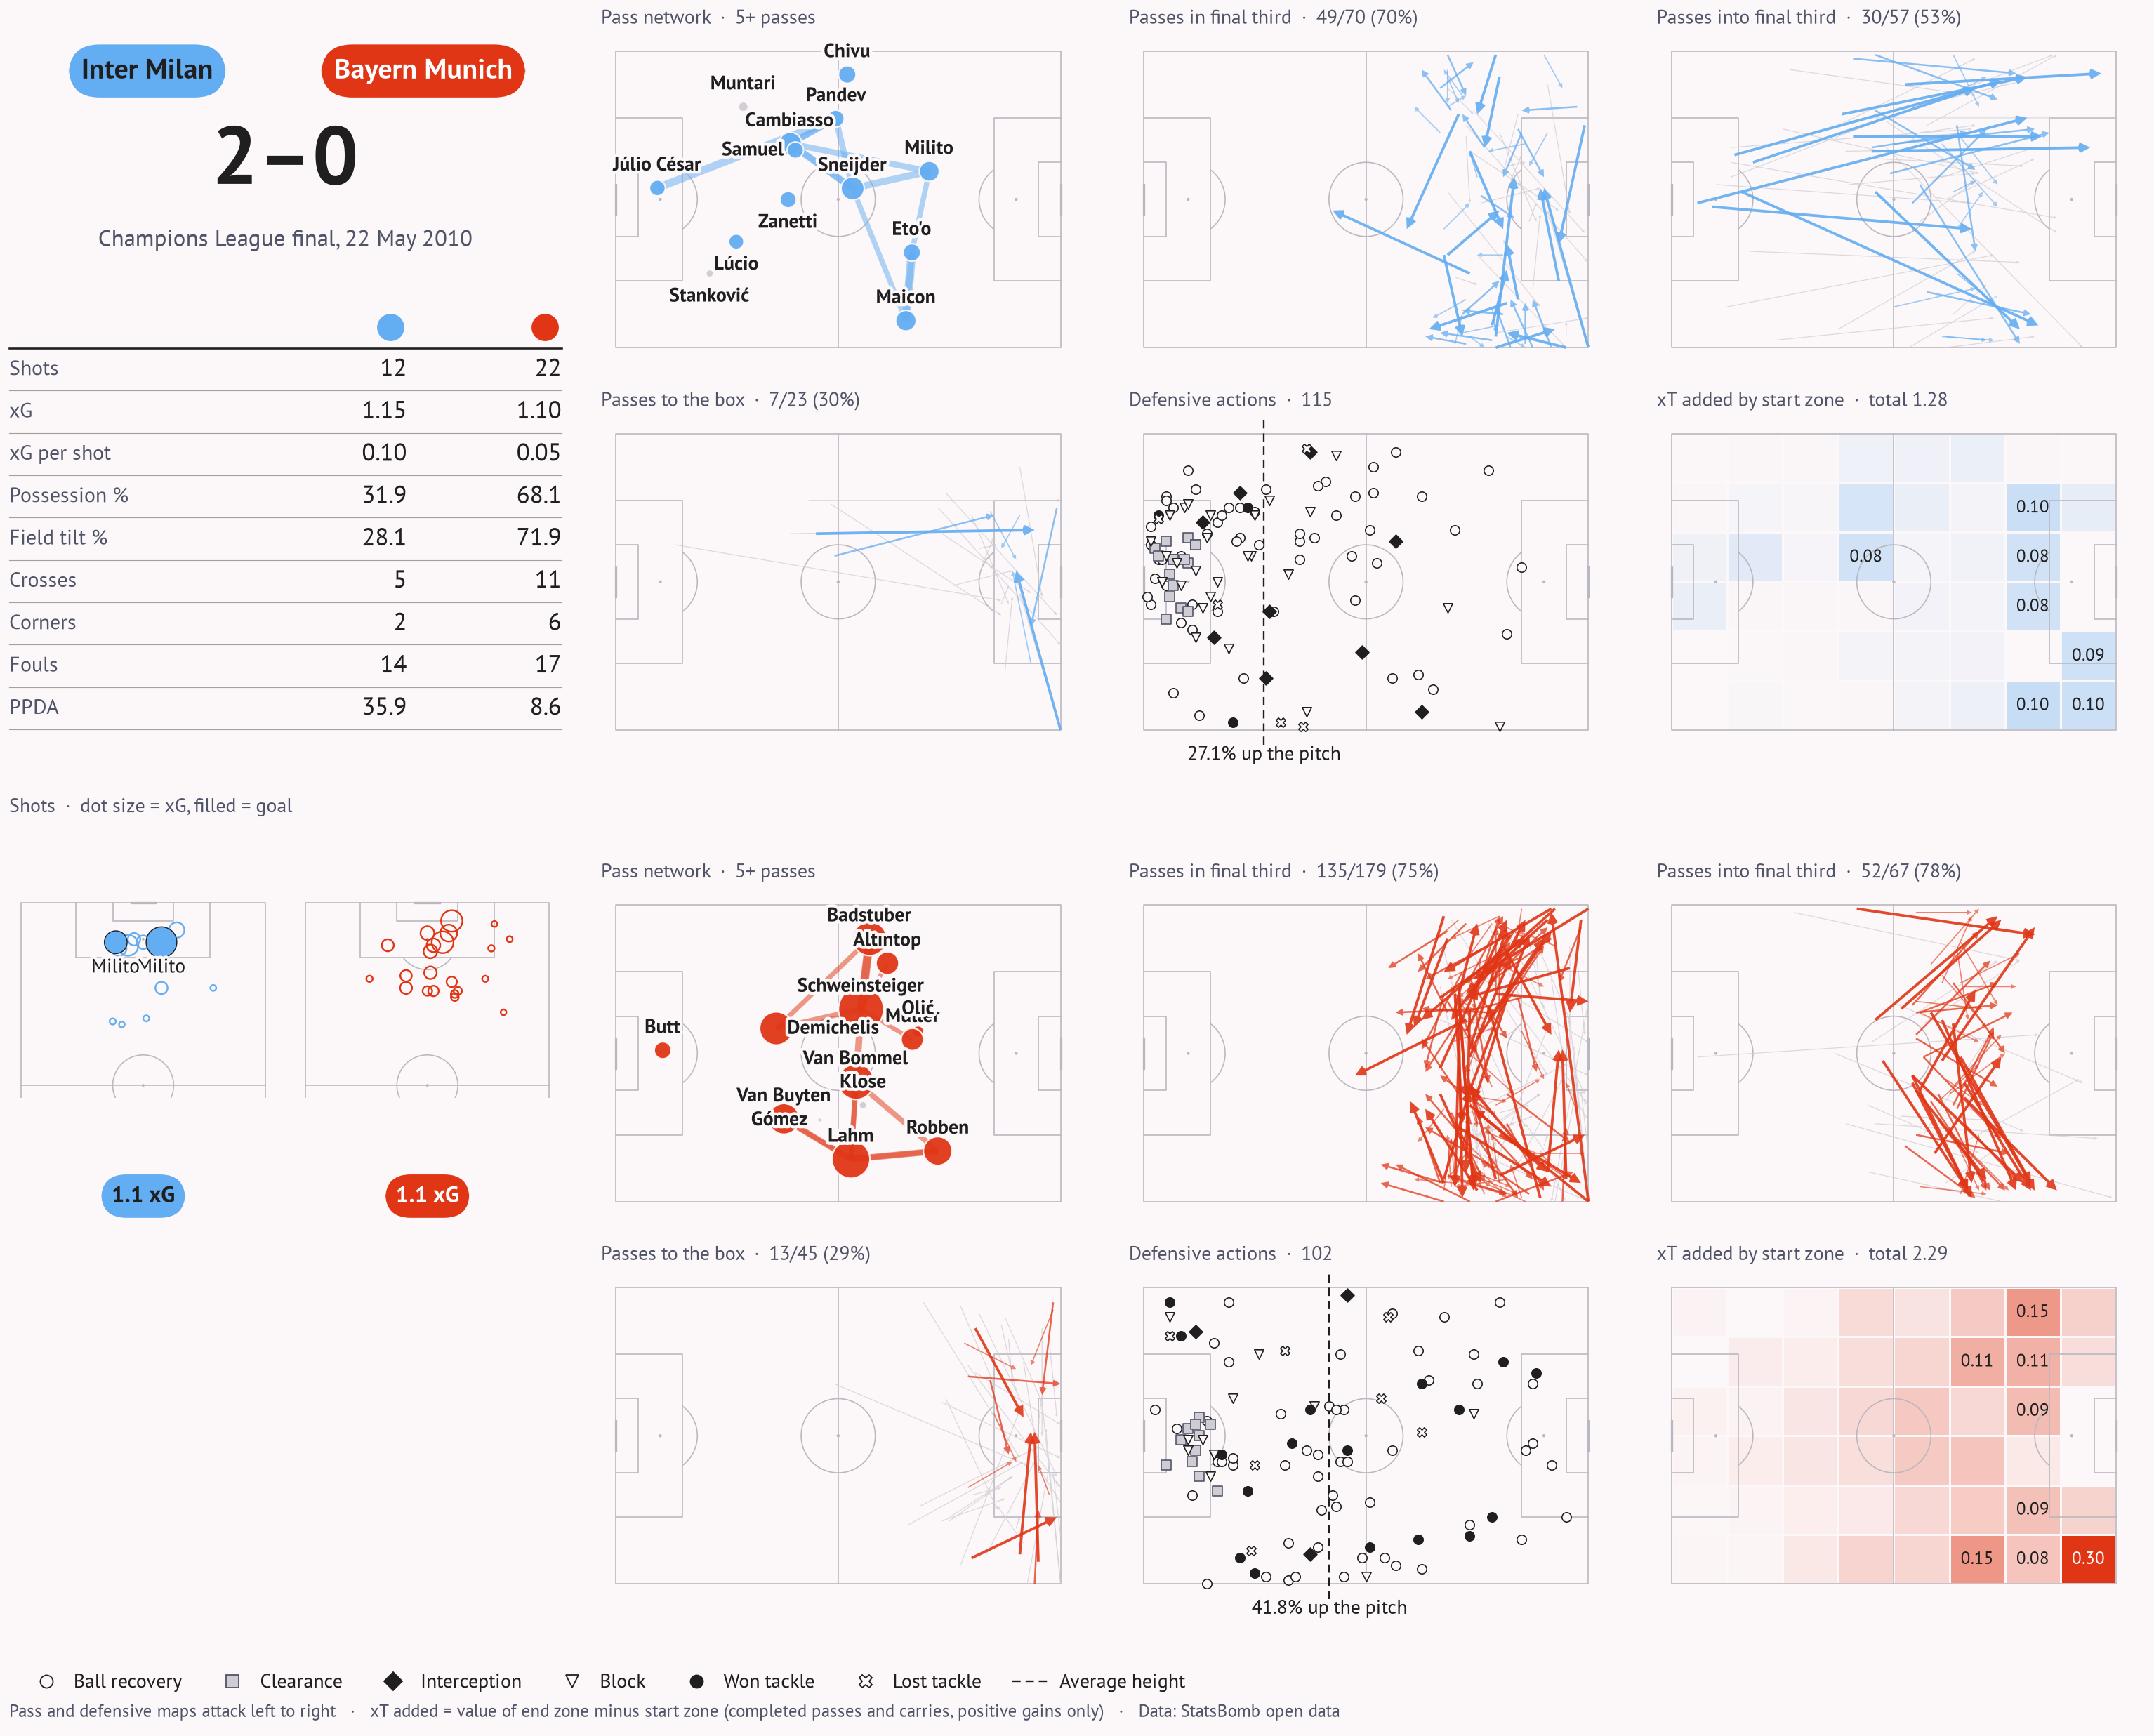 Inter Milan
Bayern Munich
2–0
Champions League final, 22 May 2010
Shots 12 22
xG 1.15 1.10
xG per shot 0.10 0.05
Possession % 31.9 68.1
Field tilt % 28.1 71.9
Crosses 5 11
Corners 2 6
Fouls 14 17
PPDA 35.9 8.6
Shots · dot size = xG, filled = goal
Milito
Milito
1.1 xG
1.1 xG
Pass network · 5+ passes
Chivu
Muntari
Pandev
Cambiasso
Samuel
Milito
Júlio César
Sneijder
Zanetti
Eto'o
Lúcio
Stanković
Maicon
Passes in final third · 49/70 (70%)
Passes into final third · 30/57 (53%)
Passes to the box · 7/23 (30%)
Defensive actions · 115
27.1% up the pitch
xT added by start zone · total 1.28
0.10
0.08
0.08
0.08
0.09
0.10
0.10
Pass network · 5+ passes
Badstuber
Altıntop
Schweinsteiger
Olić
Müller
Butt
Demichelis
Van Bommel
Klose
Van Buyten
Gómez
Lahm
Robben
Passes in final third · 135/179 (75%)
Passes into final third · 52/67 (78%)
Passes to the box · 13/45 (29%)
Defensive actions · 102
41.8% up the pitch
xT added by start zone · total 2.29
0.15
0.11
0.11
0.09
0.09
0.15
0.08
0.30
Ball recovery
Clearance
Interception
Block
Won tackle
Lost tackle
Average height
Pass and defensive maps attack left to right · xT added = value of end zone minus start zone (completed passes and carries, positive gains only) · Data: StatsBomb open data